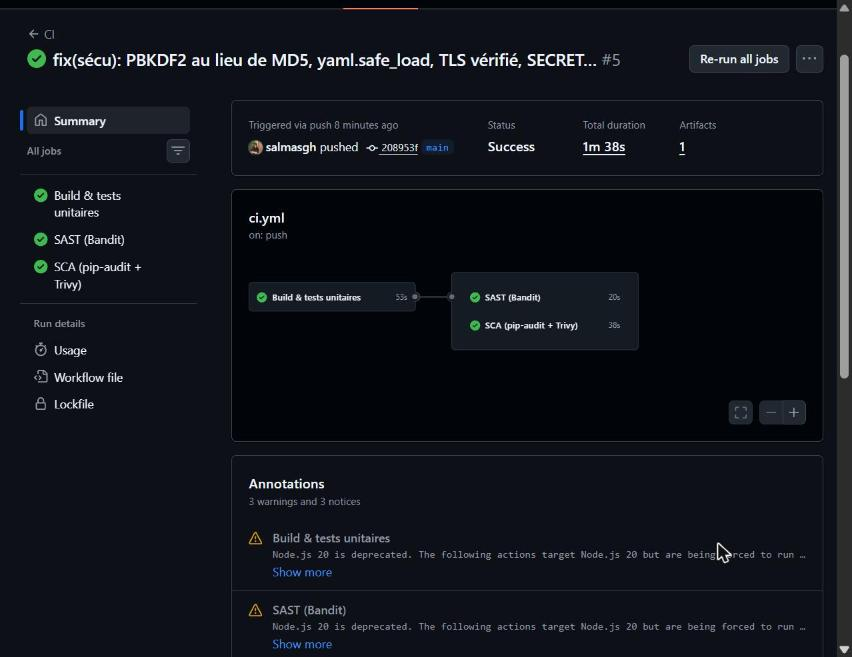 ← CI
fix(sécu): PBKDF2 au lieu de MD5, yaml.safe_load, TLS vérifié, SECRET... #5
Re-run all jobs
...
Summary
All jobs
Build & tests
unitaires
SAST (Bandit)
SCA (pip-audit +
Trivy)
Run details
Usage
Workflow file
Lockfile
Triggered via push 8 minutes ago
salmasgh pushed 208953f main
Status
Success
Total duration
1m 38s
Artifacts
1
ci.yml
on: push
Build & tests unitaires 53s
SAST (Bandit) 20s
SCA (pip-audit + Trivy) 38s
Annotations
3 warnings and 3 notices
Build & tests unitaires
Node.js 20 is deprecated. The following actions target Node.js 20 but are being forced to run …
Show more
SAST (Bandit)
Node.js 20 is deprecated. The following actions target Node.js 20 but are being forced to run …
Show more